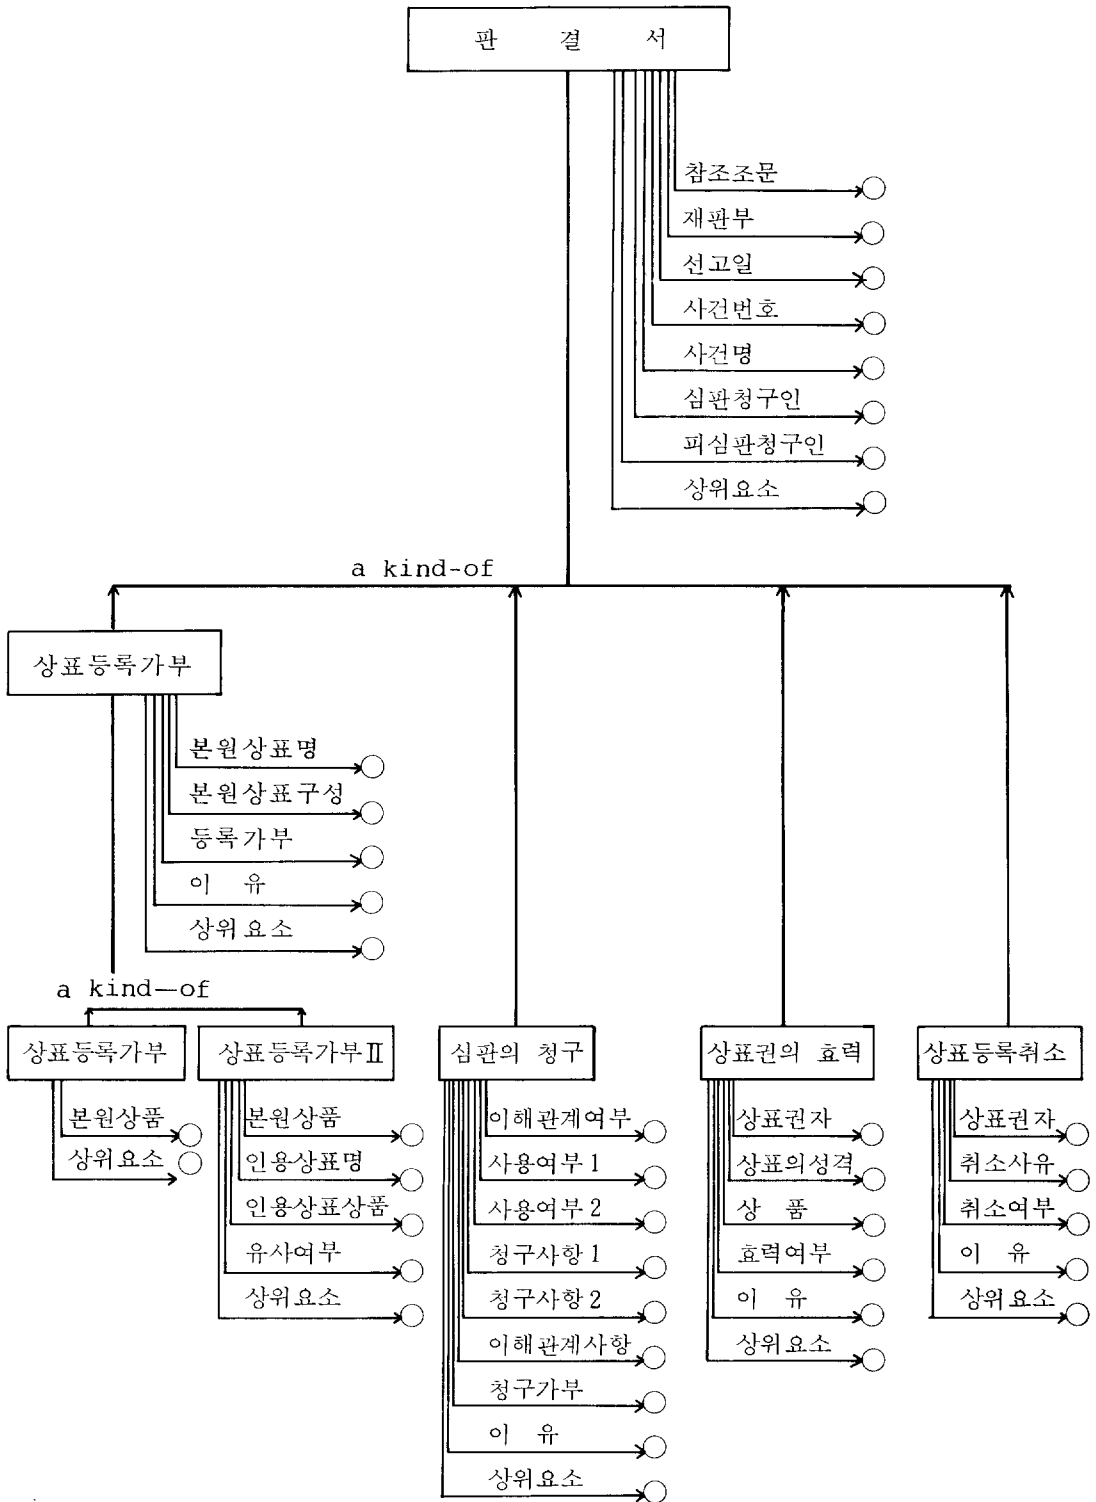 판 결 서
참조조문
재판부
선고일
사건번호
사건명
심판청구인
피심판청구인
상위요소
a kind-of
상표등록가부
본원상표명
본원상표구성
등록가부
이 유
상위요소
a kind—of
상표등록가부
본원상품
상위요소
상표등록가부Ⅱ
본원상품
인용상표명
인용상표상품
유사여부
상위요소
심판의 청구
이해관계여부
사용여부 1
사용여부 2
청구사항 1
청구사항 2
이해관계사항
청구가부
이 유
상위요소
상표권의 효력
상표권자
상표의성격
상 품
효력여부
이 유
상위요소
상표등록취소
상표권자
취소사유
취소여부
이 유
상위요소